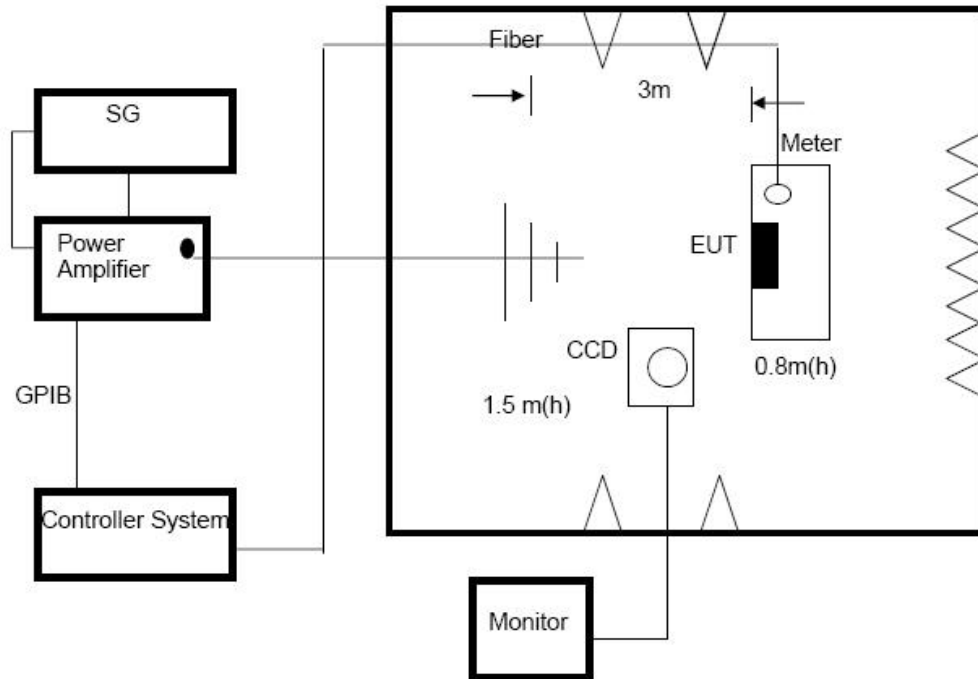 Fiber
3m
SG
Meter
Power
Amplifier
EUT
CCD
0.8m(h)
GPIB
1.5 m(h)
Controller System
Monitor